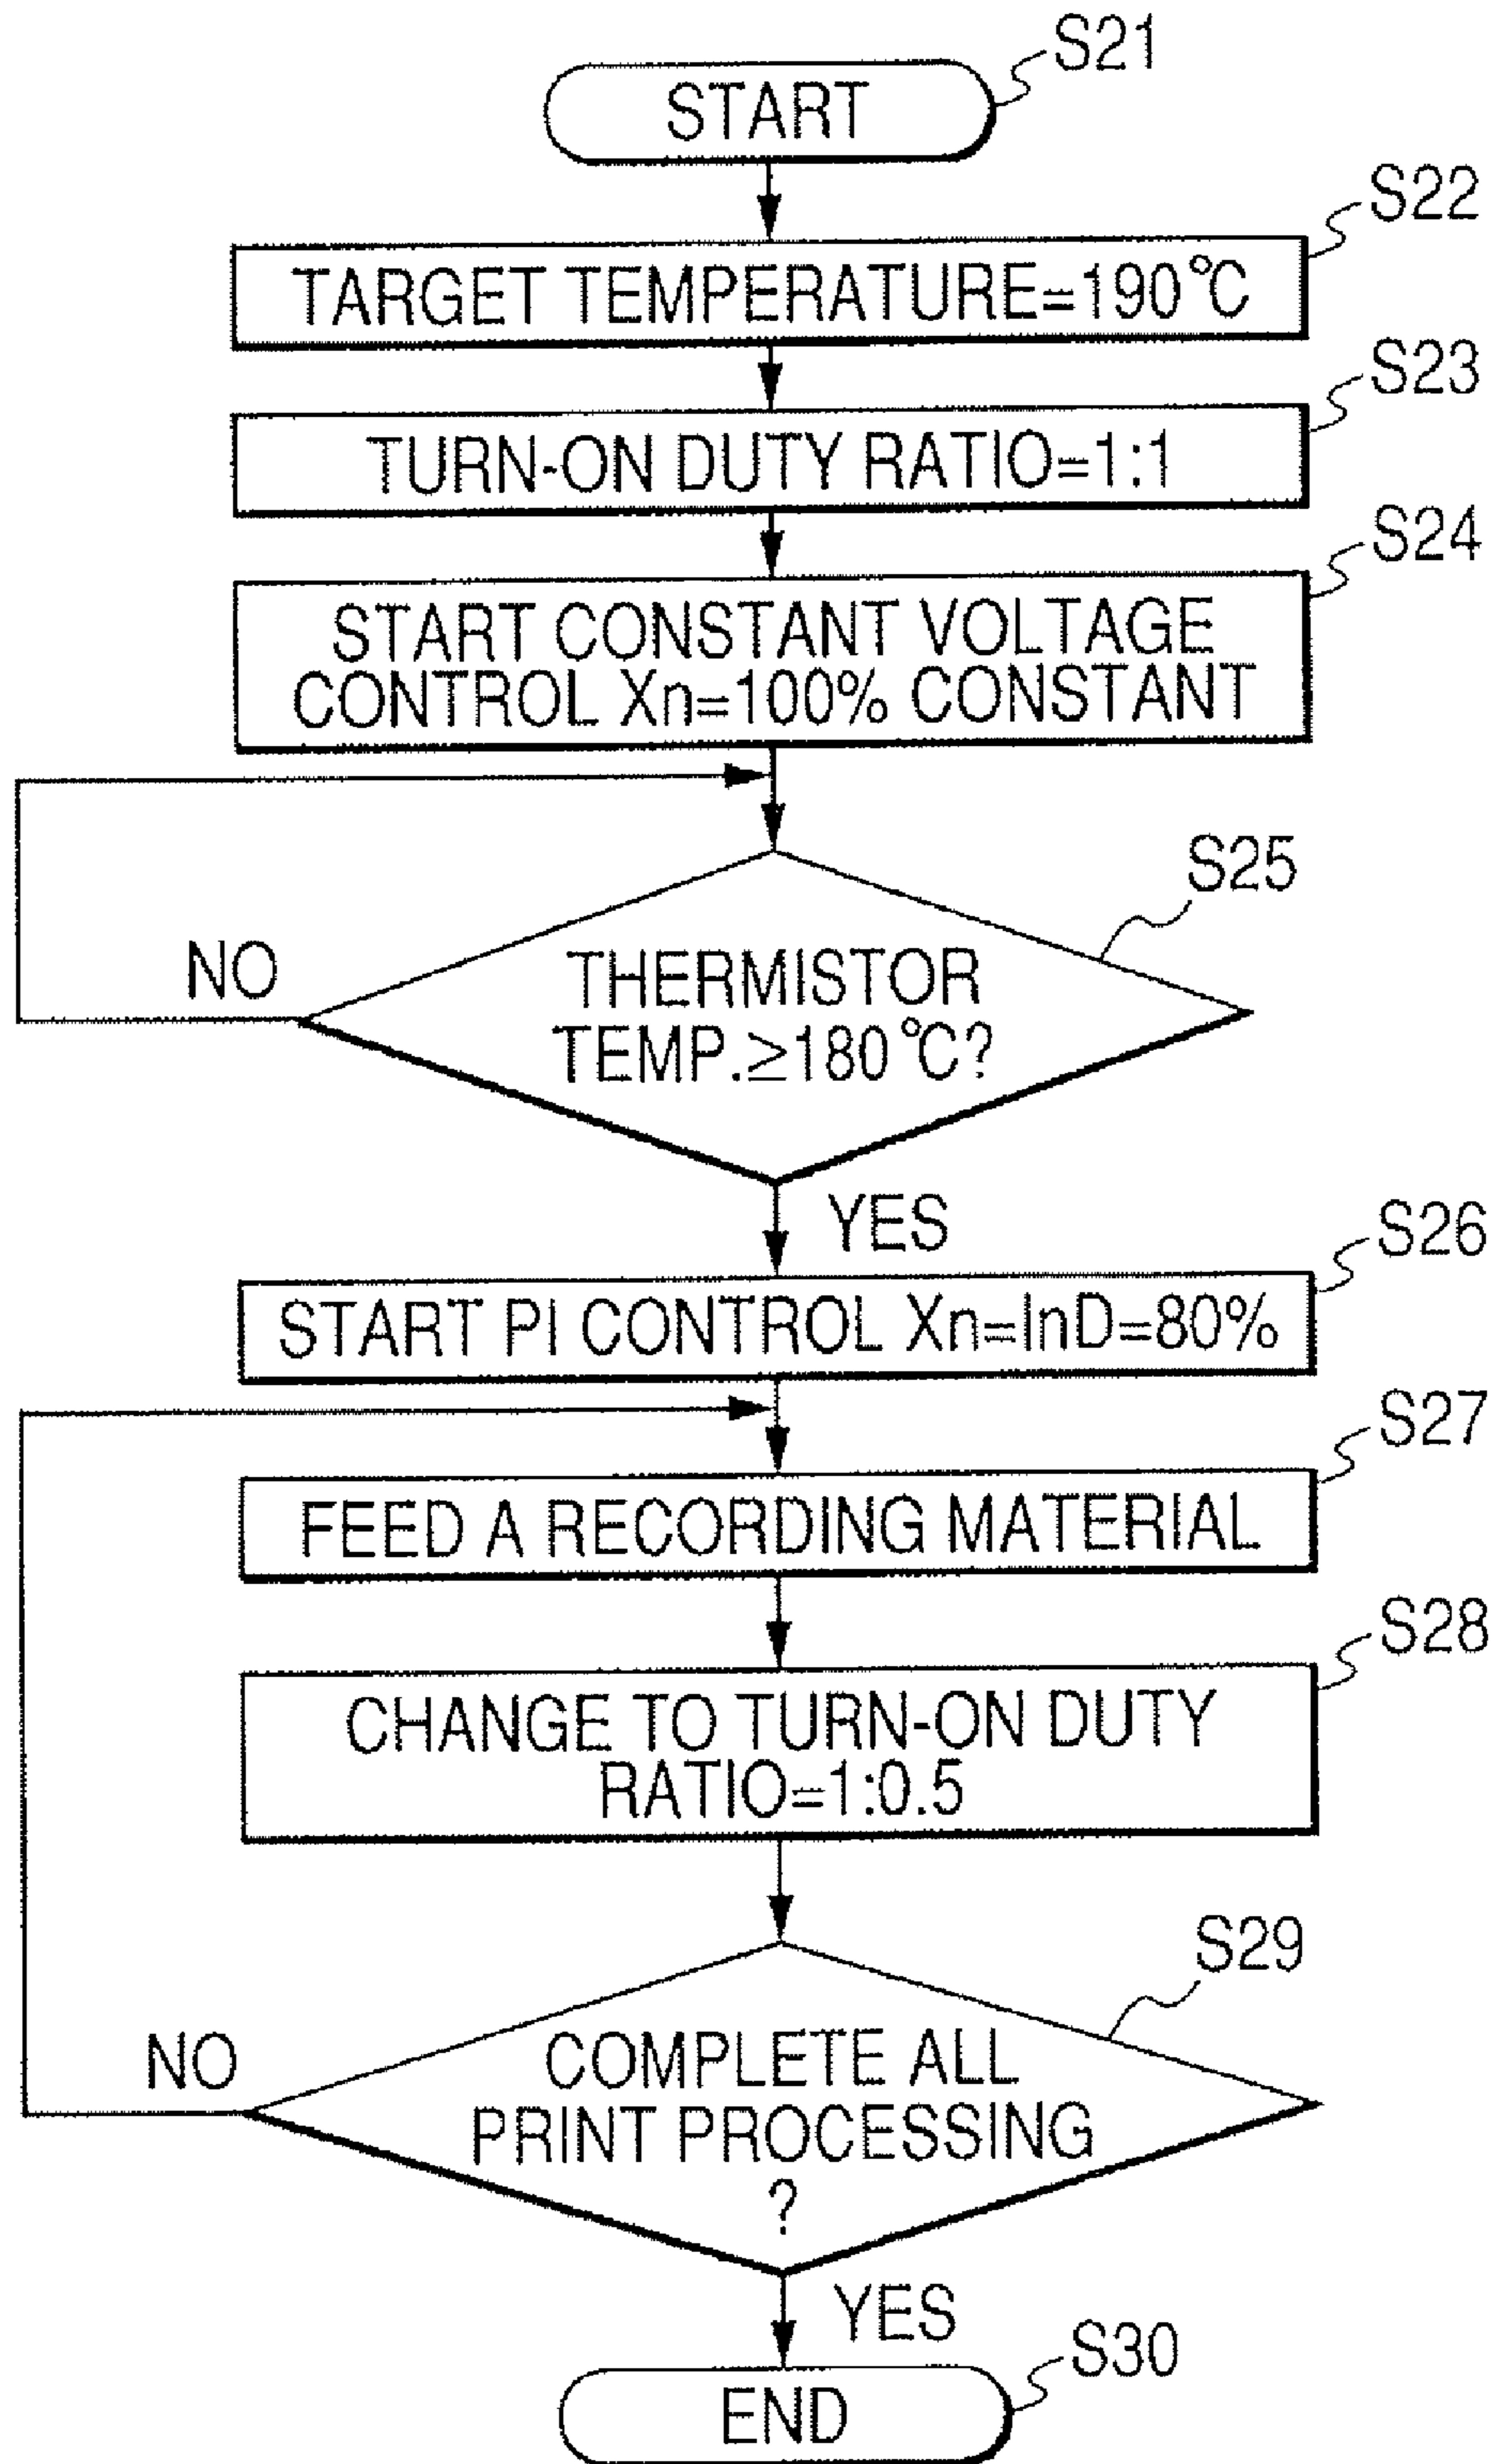 S21
START
S22
TARGET TEMPERATURE=190℃
S23
TURN-ON DUTY RATIO=1:1
S24
START CONSTANT VOLTAGE
CONTROL Xn=100% CONSTANT
S25
NO
THERMISTOR
TEMP.≥180℃?
YES
S26
START PI CONTROL Xn=InD=80%
S27
FEED A RECORDING MATERIAL
S28
CHANGE TO TURN-ON DUTY
RATIO=1:0.5
S29
NO
COMPLETE ALL
PRINT PROCESSING
?
YES
S30
END